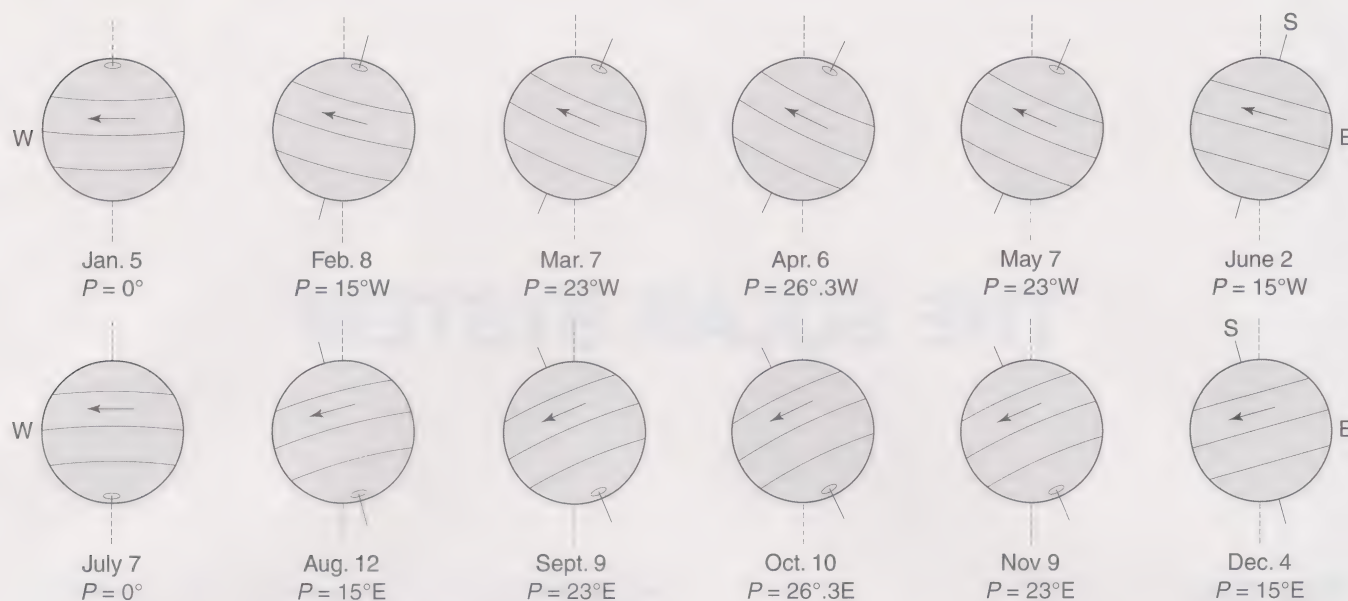 S
W
E
Jan. 5
P = 0°
Feb. 8
P = 15°W
Mar. 7
P = 23°W
Apr. 6
P = 26°.3W
May 7
P = 23°W
June 2
P = 15°W
S
W
E
July 7
P = 0°
Aug. 12
P = 15°E
Sept. 9
P = 23°E
Oct. 10
P = 26°.3E
Nov 9
P = 23°E
Dec. 4
P = 15°E